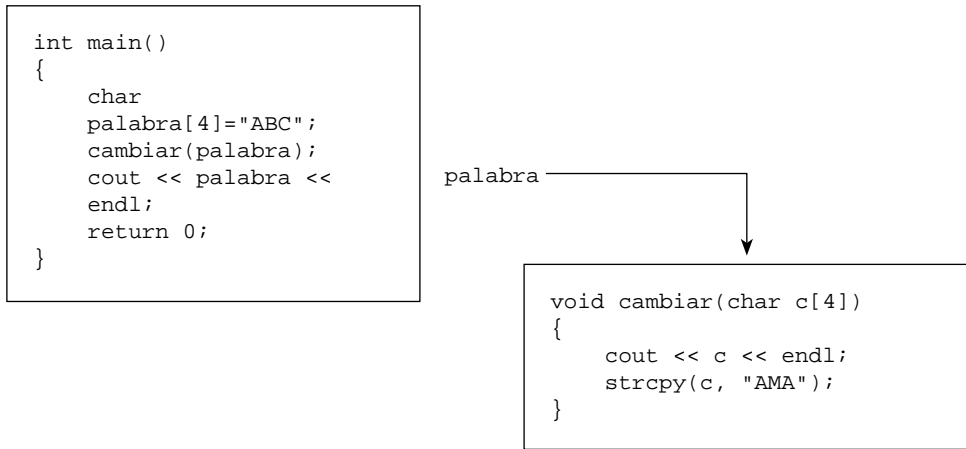 int main()
{
char
palabra[4]="ABC";
cambiar(palabra);
cout << palabra <<
endl;
return 0;
}
palabra
void cambiar(char c[4])
{
cout << c << endl;
strcpy(c, "AMA");
}